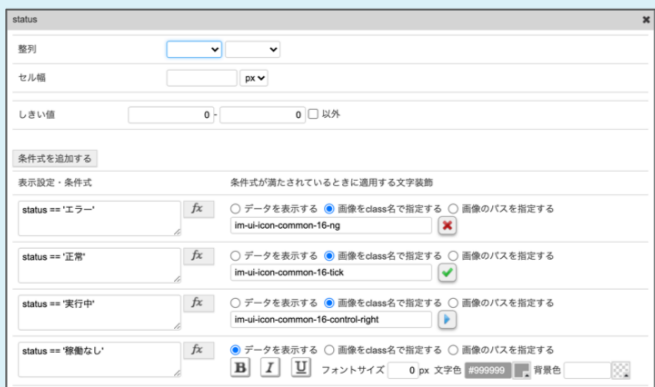 status
整列
セル幅 px
しきい値 0 - 0 以外
条件式を追加する
表示設定・条件式 条件式が満たされているときに適用する文字装飾
status == 'エラー' fx データを表示する 画像をclass名で指定する 画像のパスを指定する
im-ui-icon-common-16-ng
status == '正常' fx データを表示する 画像をclass名で指定する 画像のパスを指定する
im-ui-icon-common-16-tick
status == '実行中' fx データを表示する 画像をclass名で指定する 画像のパスを指定する
im-ui-icon-common-16-control-right
status == '稼働なし' fx データを表示する 画像をclass名で指定する 画像のパスを指定する
B I U フォントサイズ 0 px 文字色 #999999 背景色